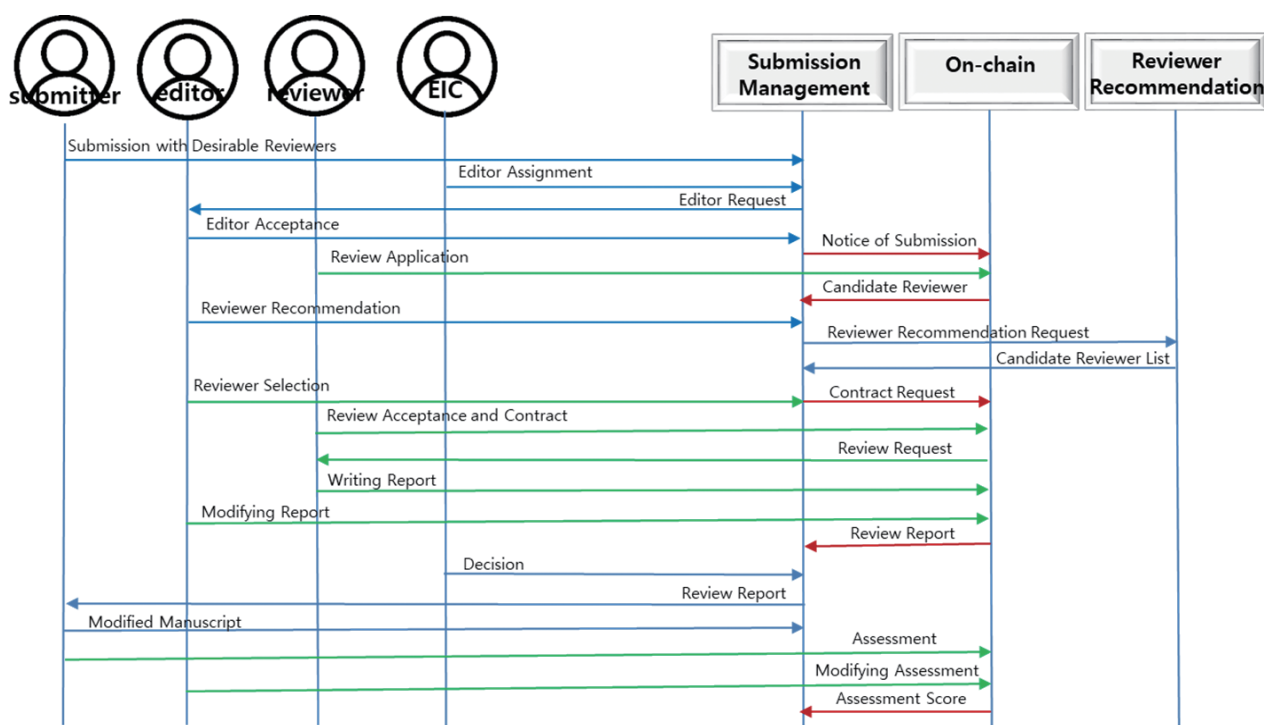 submitter
editor
reviewer
EIC
Submission
Management
On-chain
Reviewer
Recommendation
Submission with Desirable Reviewers
Editor Assignment
Editor Request
Editor Acceptance
Notice of Submission
Review Application
Candidate Reviewer
Reviewer Recommendation
Reviewer Recommendation Request
Candidate Reviewer List
Reviewer Selection
Contract Request
Review Acceptance and Contract
Review Request
Writing Report
Modifying Report
Review Report
Decision
Review Report
Modified Manuscript
Assessment
Modifying Assessment
Assessment Score